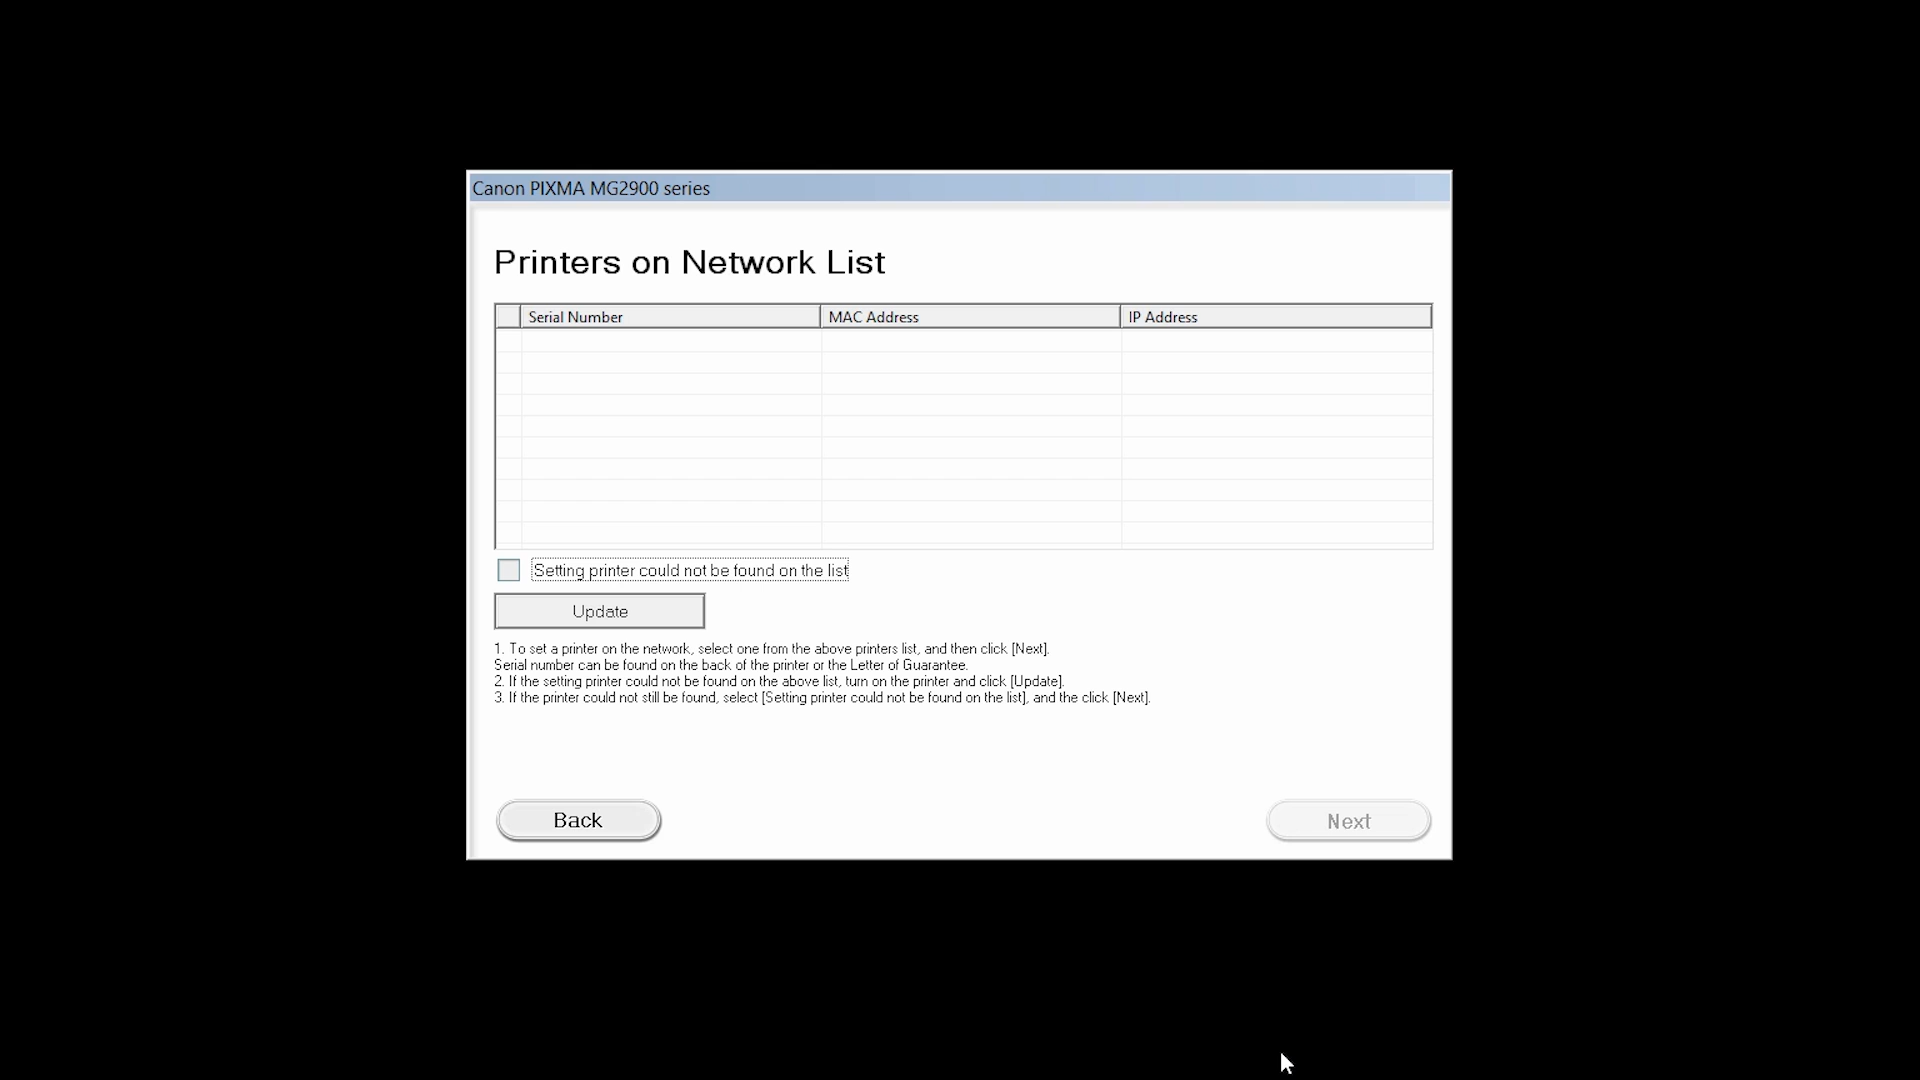 Canon PIXMA MG2900 series
Printers on Network List
Serial Number MAC Address IP Address
Setting printer could not be found on the list
Update
1. To set a printer on the network, select one from the above printers list, and then click [Next].
Serial number can be found on the back of the printer or the Letter of Guarantee.
2. If the setting printer could not be found on the above list, turn on the printer and click [Update].
3. If the printer could not still be found, select [Setting printer could not be found on the list], and the click [Next].
Back Next